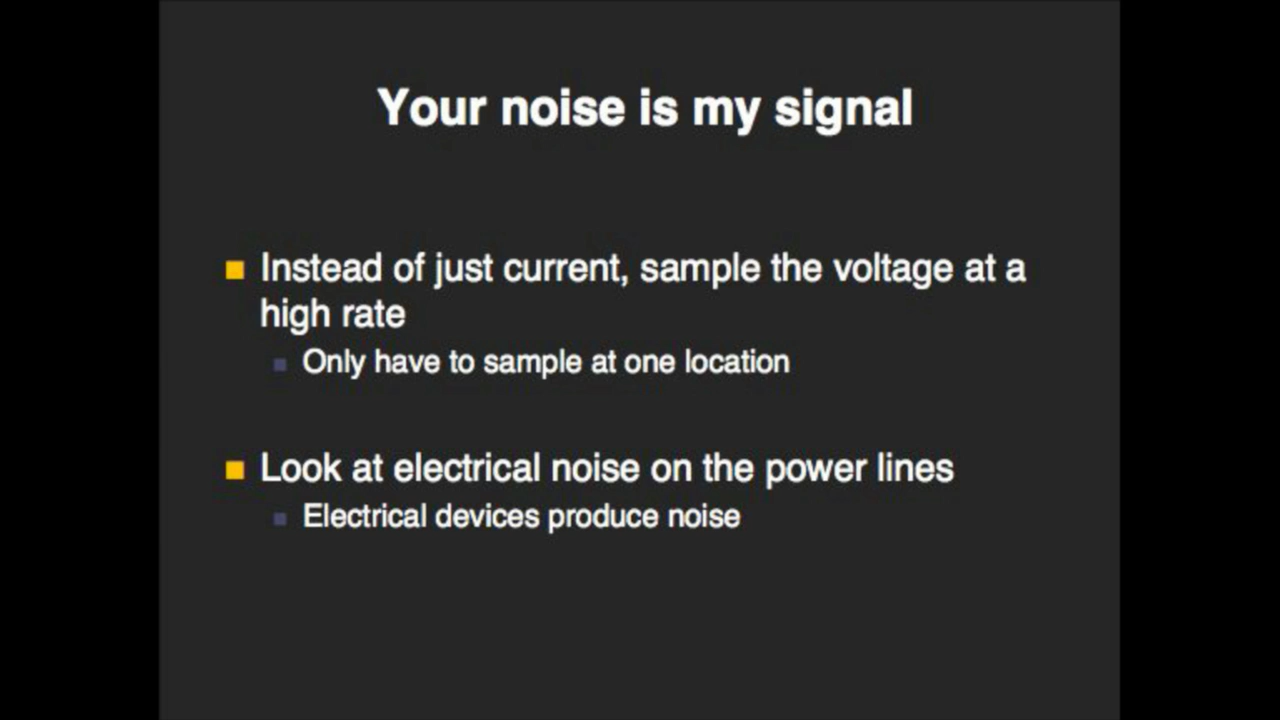 Your noise is my signal
Instead of just current, sample the voltage at a
high rate
Only have to sample at one location
Look at electrical noise on the power lines
Electrical devices produce noise